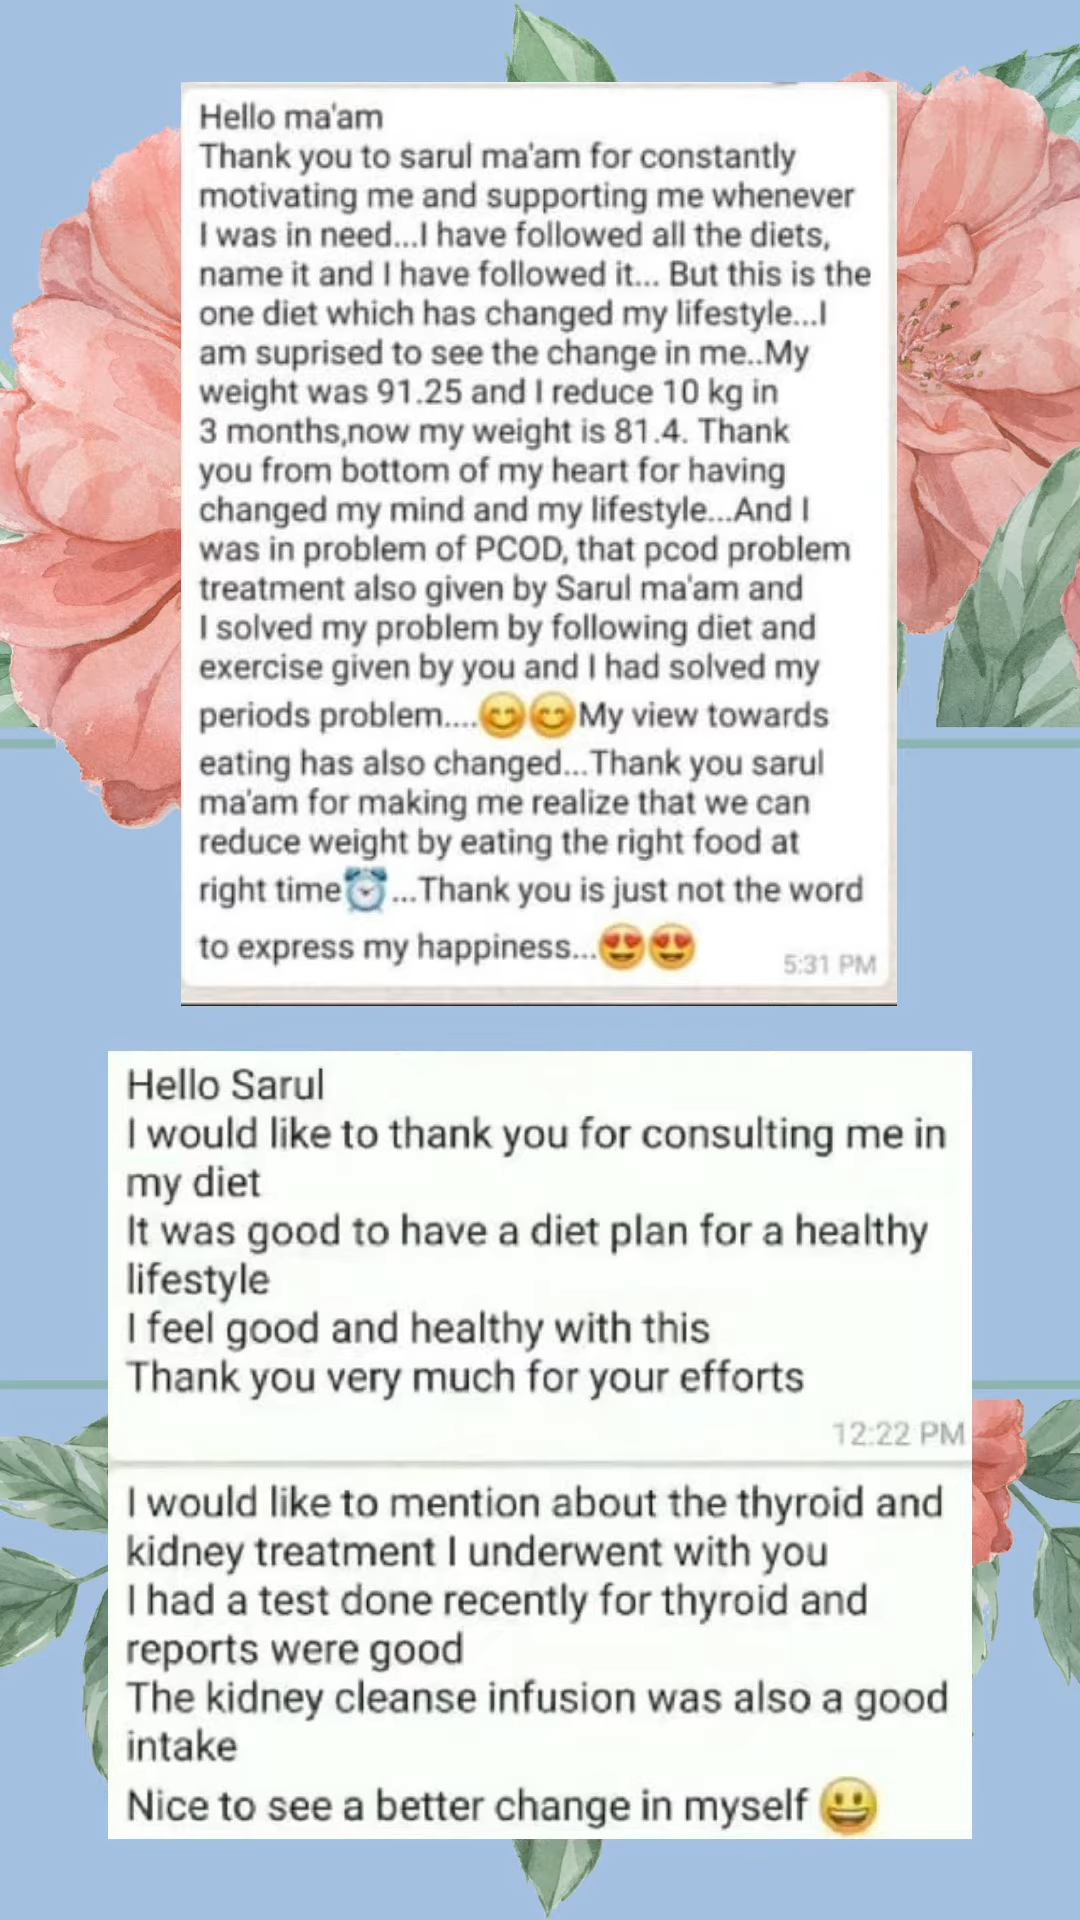 Hello ma'am
Thank you to sarul ma'am for constantly
motivating me and supporting me whenever
I was in need...I have followed all the diets,
name it and I have followed it... But this is the
one diet which has changed my lifestyle...I
am suprised to see the change in me..My
weight was 91.25 and I reduce 10 kg in
3 months,now my weight is 81.4. Thank
you from bottom of my heart for having
changed my mind and my lifestyle...And I
was in problem of PCOD, that pcod problem
treatment also given by Sarul ma'am and
I solved my problem by following diet and
exercise given by you and I had solved my
periods problem....😊😊My view towards
eating has also changed...Thank you sarul
ma'am for making me realize that we can
reduce weight by eating the right food at
right time⏰...Thank you is just not the word
to express my happiness...😍😍
5:31 PM
Hello Sarul
I would like to thank you for consulting me in
my diet
It was good to have a diet plan for a healthy
lifestyle
I feel good and healthy with this
Thank you very much for your efforts
12:22 PM
I would like to mention about the thyroid and
kidney treatment I underwent with you
I had a test done recently for thyroid and
reports were good
The kidney cleanse infusion was also a good
intake
Nice to see a better change in myself 😃